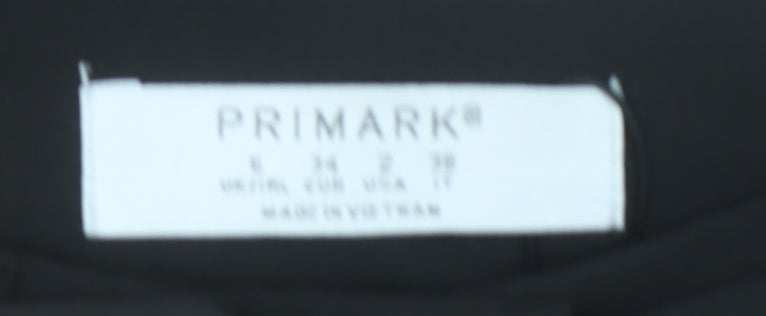 PRIMARK®
6 34 2 38
UK/IRL EUR USA IT
MADE IN VIETNAM